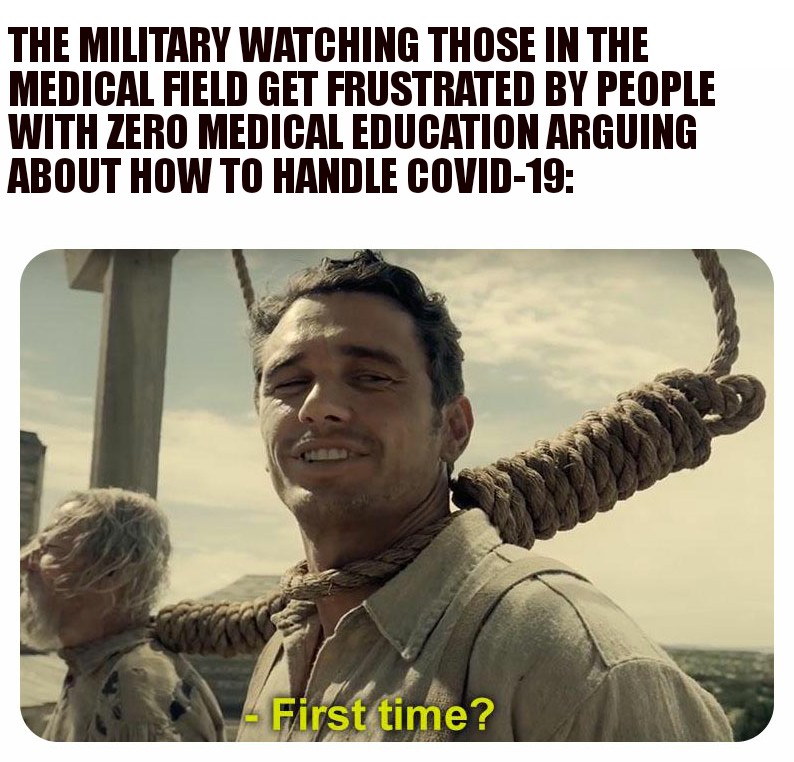 THE MILITARY WATCHING THOSE IN THE
MEDICAL FIELD GET FRUSTRATED BY PEOPLE
WITH ZERO MEDICAL EDUCATION ARGUING
ABOUT HOW TO HANDLE COVID-19:
- First time?